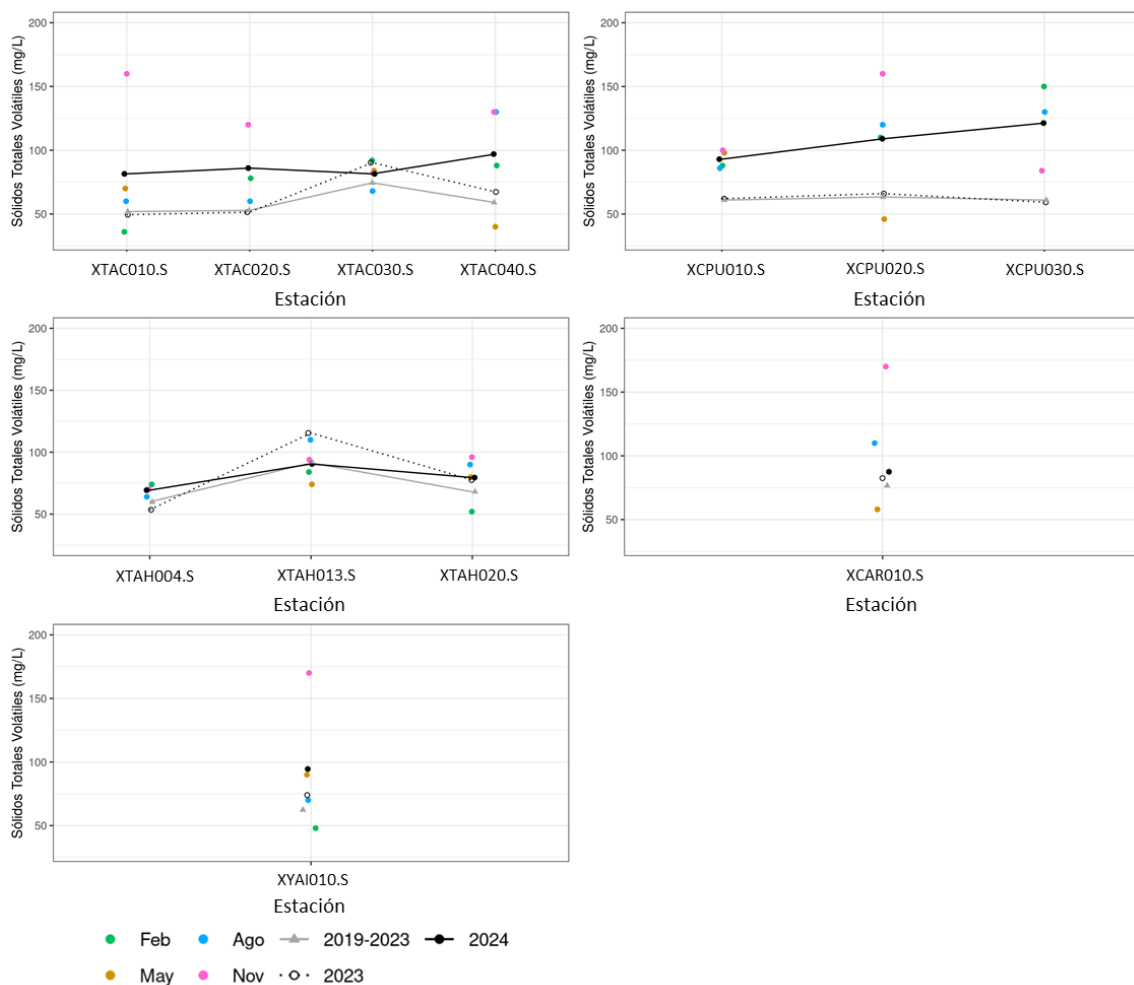 Sólidos Totales Volátiles (mg/L)
200
150
100
50
XTAC010.S XTAC020.S XTAC030.S XTAC040.S
Estación
Sólidos Totales Volátiles (mg/L)
200
150
100
50
XCPU010.S XCPU020.S XCPU030.S
Estación
Sólidos Totales Volátiles (mg/L)
200
150
100
50
XTAH004.S XTAH013.S XTAH020.S
Estación
Sólidos Totales Volátiles (mg/L)
200
150
100
50
XCAR010.S
Estación
Sólidos Totales Volátiles (mg/L)
200
150
100
50
XYAI010.S
Estación
Feb Ago 2019-2023 2024
May Nov 2023